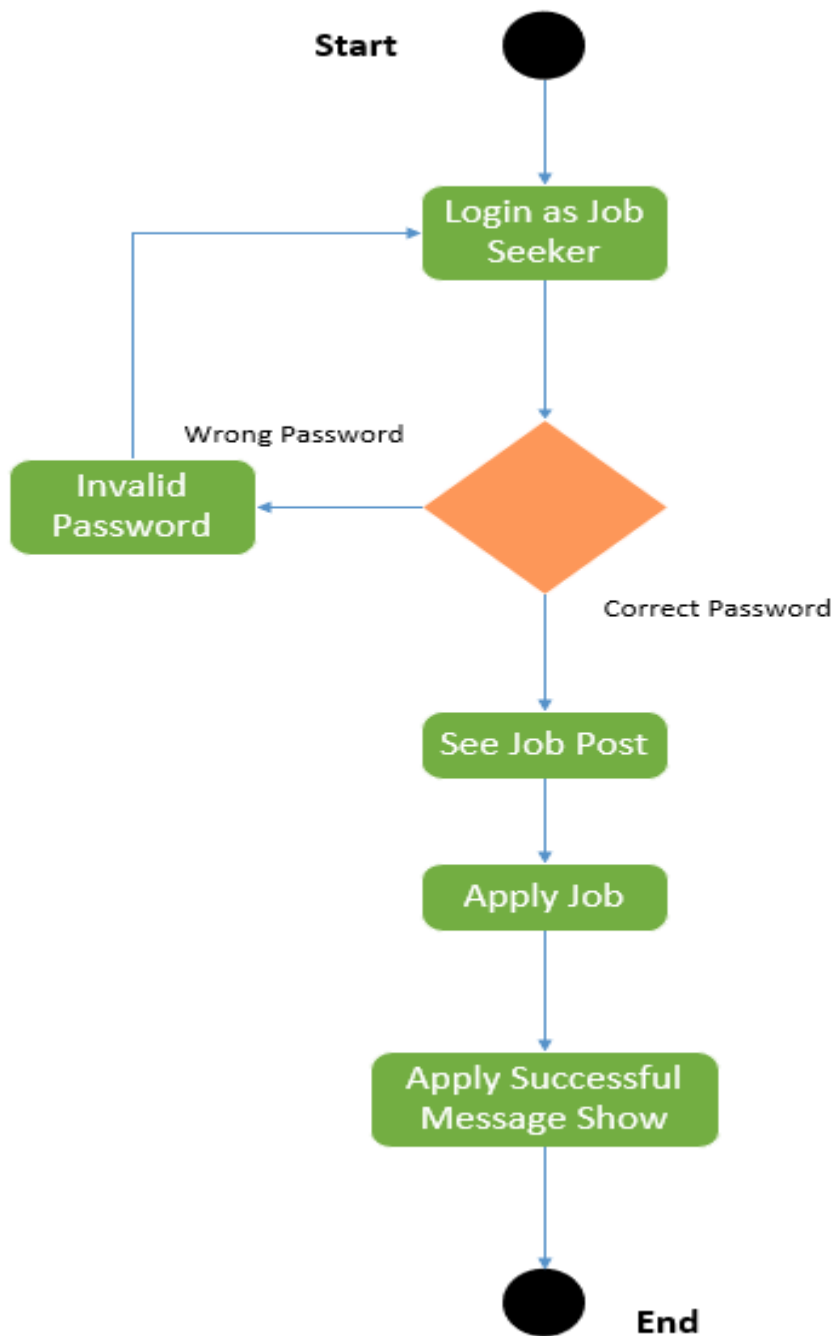 Start
Login as Job
Seeker
Wrong Password
Invalid
Password
Correct Password
See Job Post
Apply Job
Apply Successful
Message Show
End